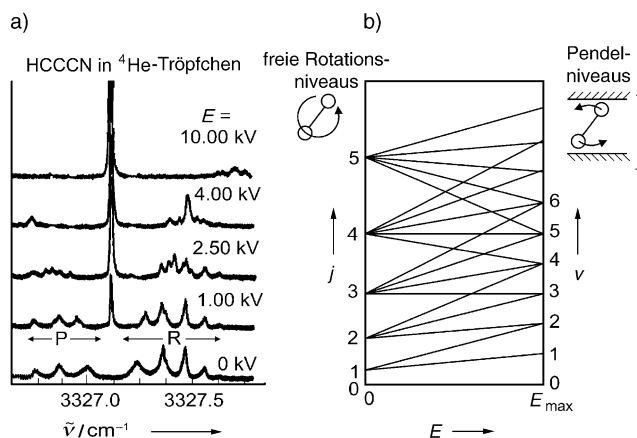 a)
HCCCN in ⁴He-Tröpfchen
E =
10.00 kV
4.00 kV
2.50 kV
1.00 kV
P
R
0 kV
3327.0
3327.5
ν̃ / cm⁻¹
b)
freie Rotations-
niveaus
Pendel-
niveaus
5
4
3
2
1
0
j
6
5
4
3
2
1
0
v
0
E max
E